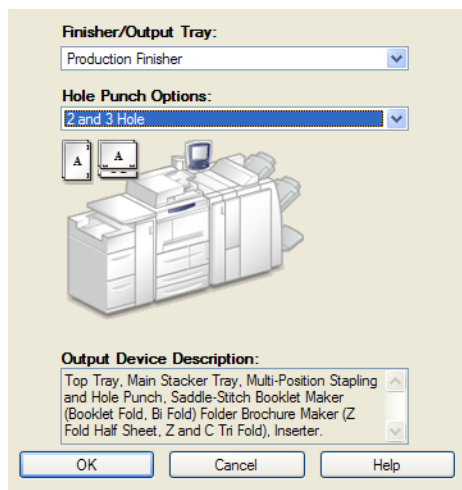 Finisher/Output Tray:
Production Finisher
Hole Punch Options:
2 and 3 Hole
A
A
Output Device Description:
Top Tray, Main Stacker Tray, Multi-Position Stapling
and Hole Punch, Saddle-Stitch Booklet Maker
(Booklet Fold, Bi Fold) Folder Brochure Maker (Z
Fold Half Sheet, Z and C Tri Fold), Inserter.
OK Cancel Help